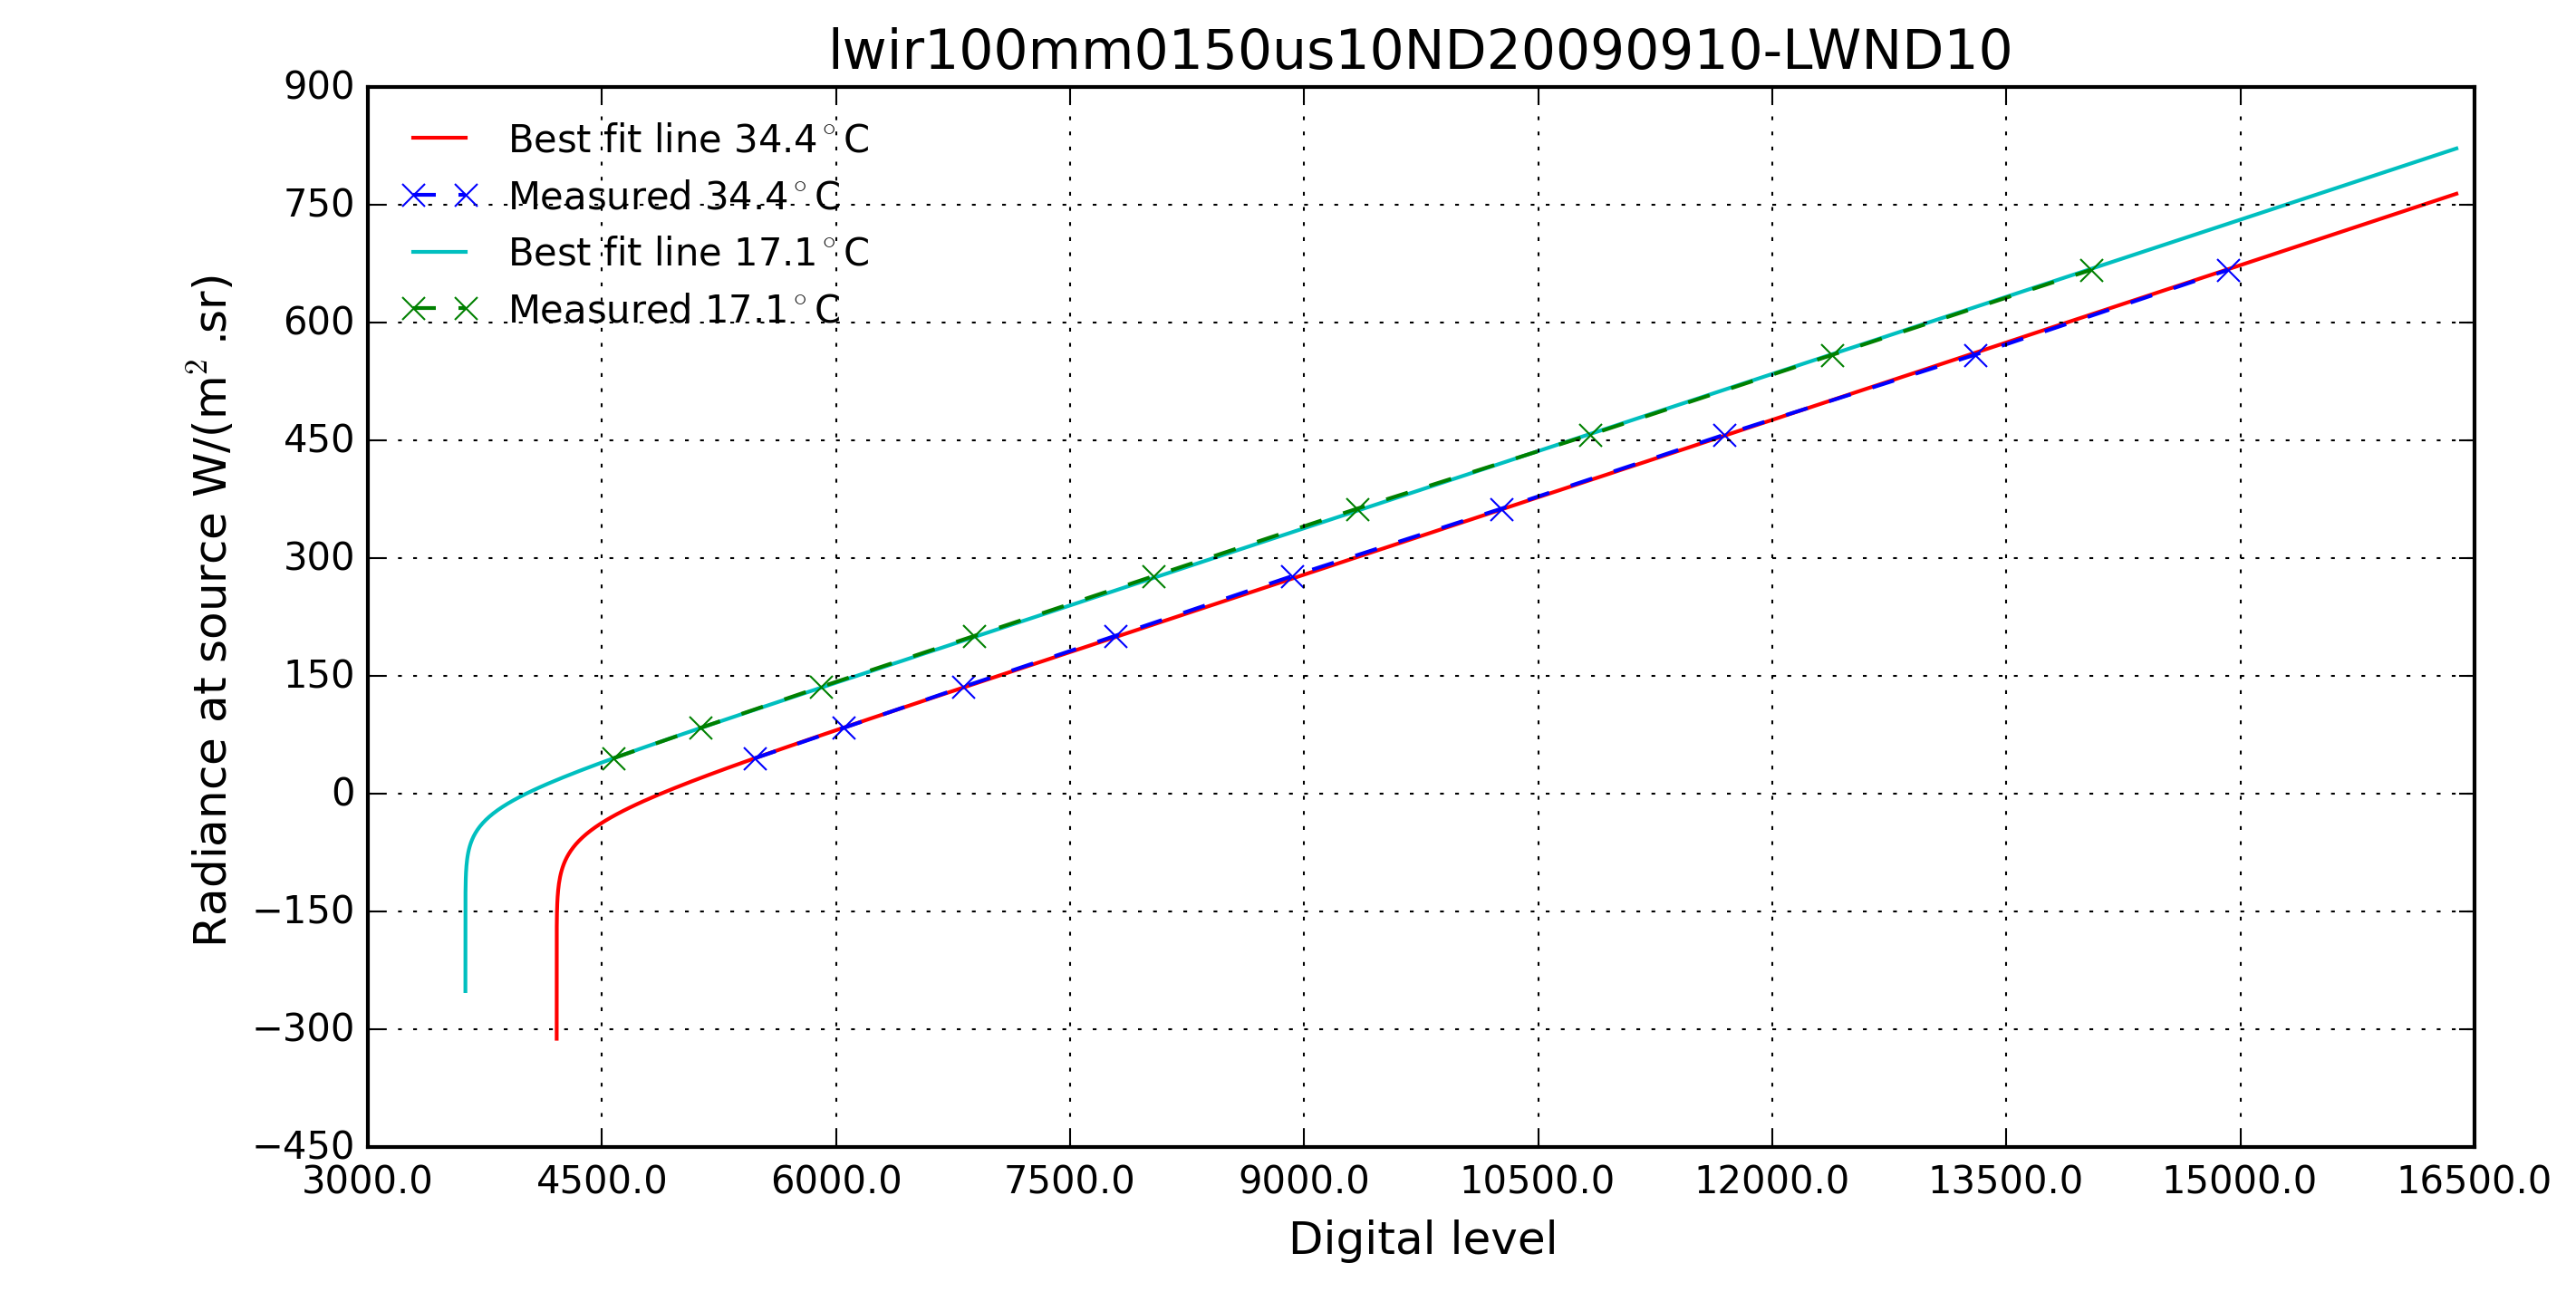 lwir100mm0150us10ND20090910-LWND10
Best fit line 34.4°C
Measured 34.4°C
Best fit line 17.1°C
Measured 17.1°C
Radiance at source W/(m² .sr)
900
750
600
450
300
150
0
−150
−300
−450
3000.0 4500.0 6000.0 7500.0 9000.0 10500.0 12000.0 13500.0 15000.0 16500.0
Digital level